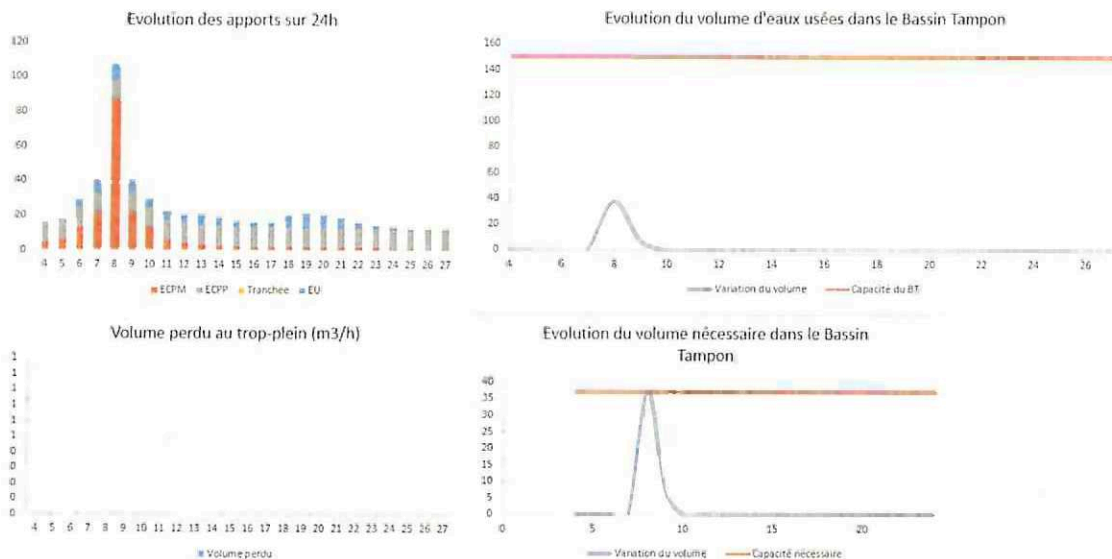 Evolution des apports sur 24h
120
100
80
60
40
20
0
4 5 6 7 8 9 10 11 12 13 14 15 16 17 18 19 20 21 22 23 24 25 26 27
ECPM ECPP Tranchée EU
Evolution du volume d'eaux usées dans le Bassin Tampon
160
140
120
100
80
60
40
20
0
4 6 8 10 12 14 16 18 20 22 24 26
Variation du volume Capacité du BT
Volume perdu au trop-plein (m3/h)
1
1
1
1
1
1
0
0
0
0
0
4 5 6 7 8 9 10 11 12 13 14 15 16 17 18 19 20 21 22 23 24 25 26 27
Volume perdu
Evolution du volume nécessaire dans le Bassin
Tampon
40
35
30
25
20
15
10
5
0
0 5 10 15 20
Variation du volume Capacité nécessaire